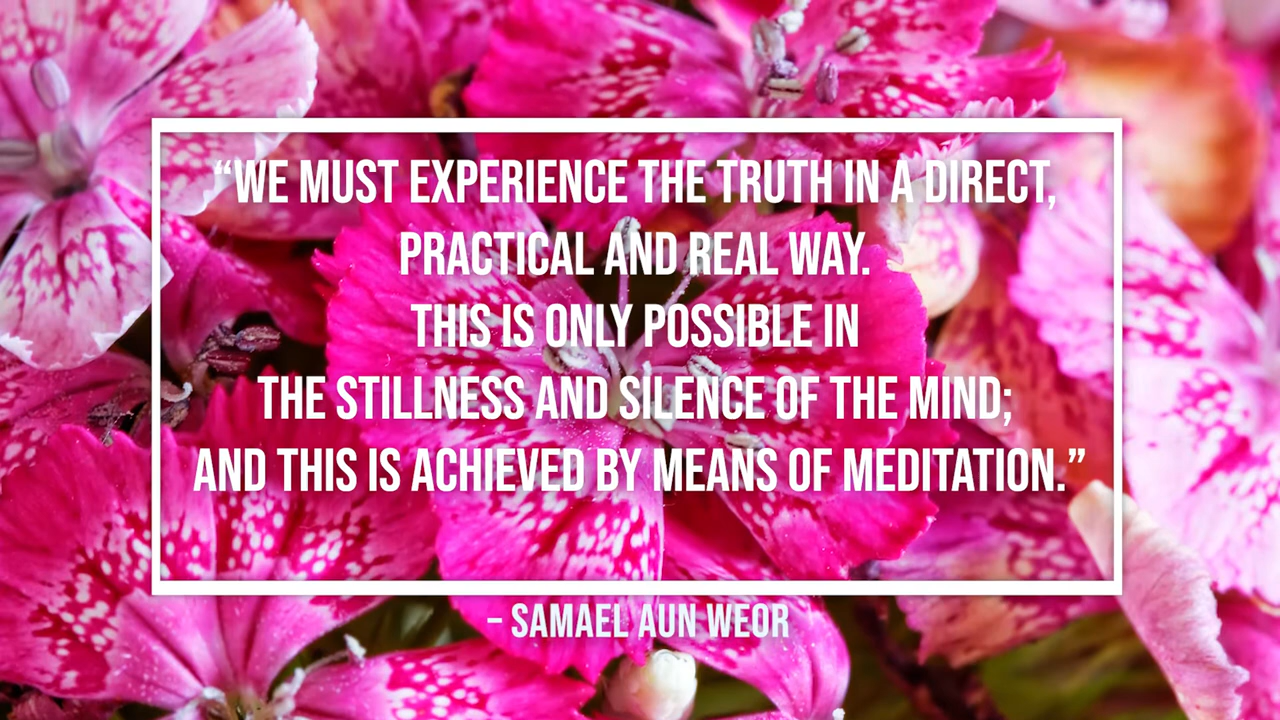 “WE MUST EXPERIENCE THE TRUTH IN A DIRECT,
PRACTICAL AND REAL WAY.
THIS IS ONLY POSSIBLE IN
THE STILLNESS AND SILENCE OF THE MIND;
AND THIS IS ACHIEVED BY MEANS OF MEDITATION.”
– SAMAEL AUN WEOR